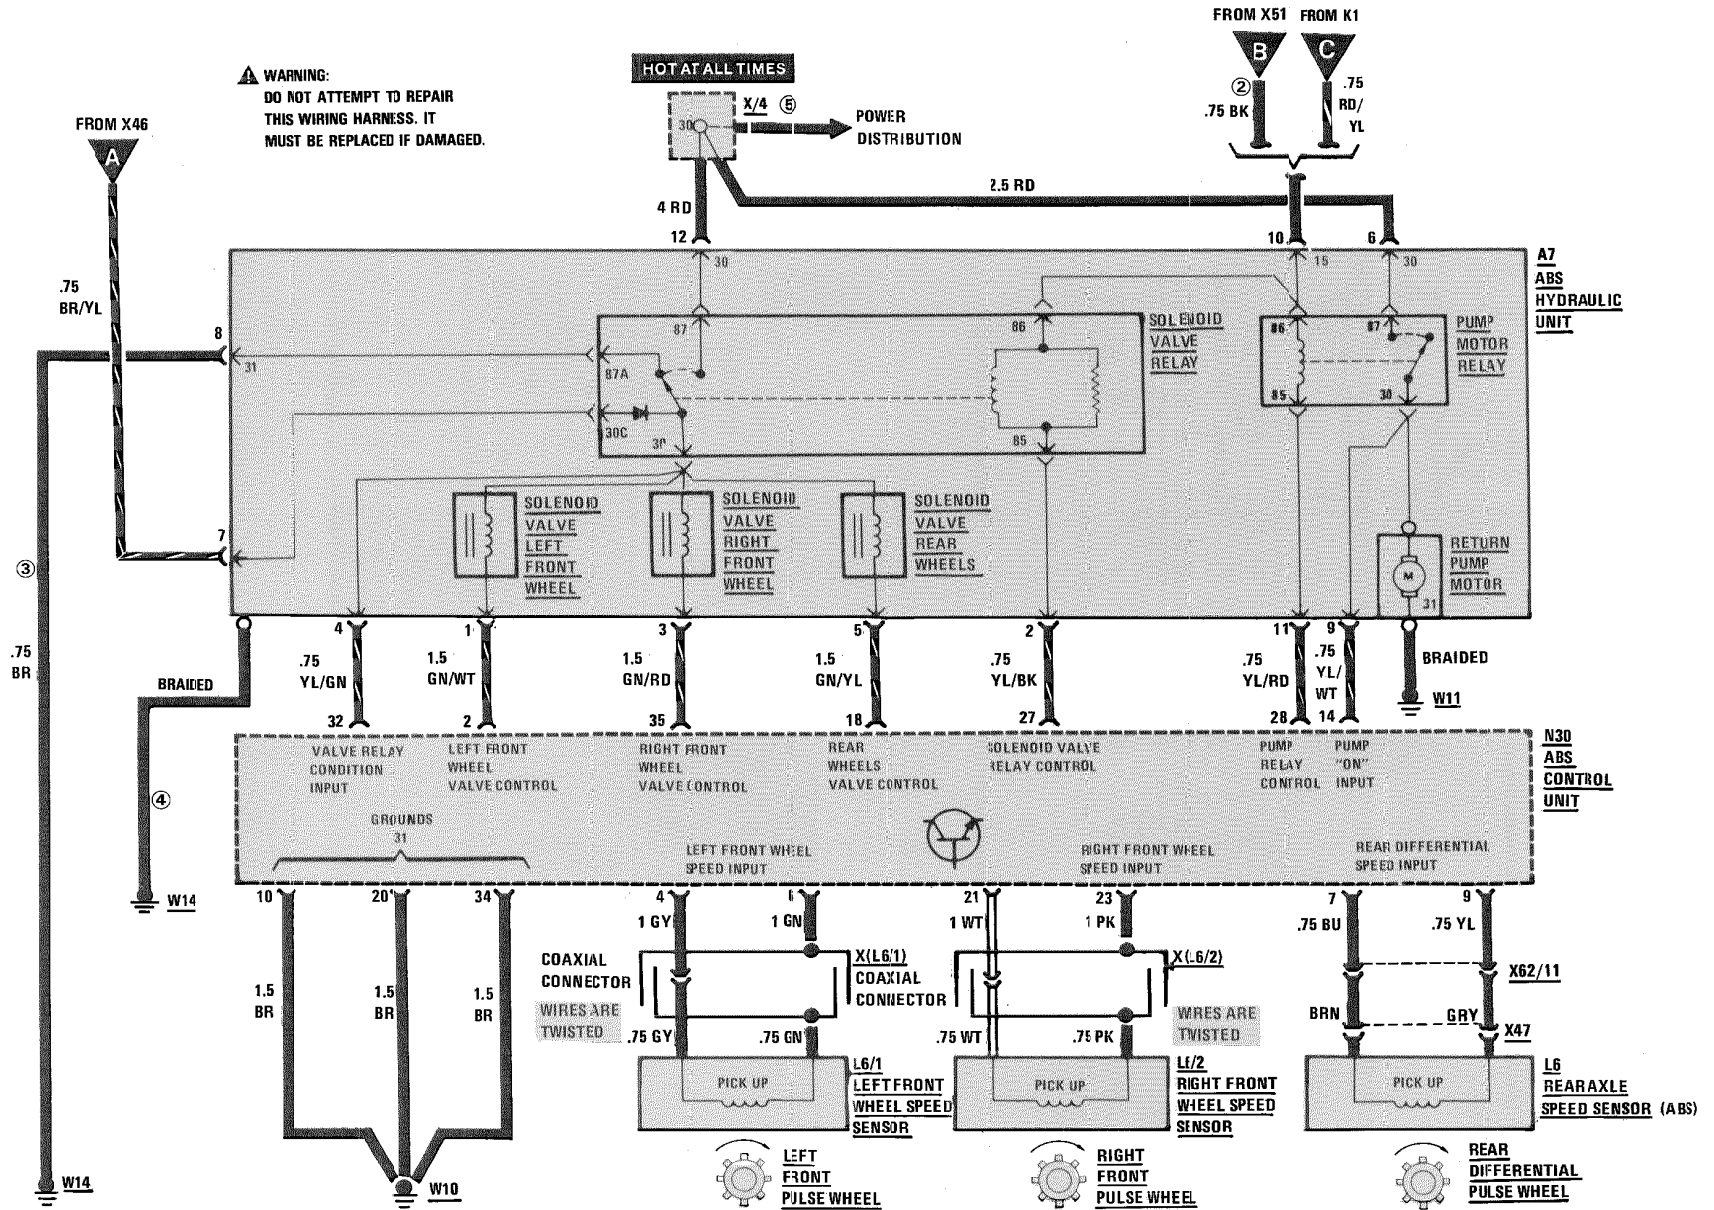 FROM X51
FROM K1
B
C
2
.75 BK
.75
RD/
YL
WARNING:
DO NOT ATTEMPT TO REPAIR
THIS WIRING HARNESS. IT
MUST BE REPLACED IF DAMAGED.
HOT AT ALL TIMES
X/4
30
POWER
DISTRIBUTION
FROM X46
A
2.5 RD
4 RD
12
10
6
.75
BR/YL
30
15
30
A7
ABS
HYDRAULIC
UNIT
8
31
87
86
SOLENOID
VALVE
RELAY
86
87
PUMP
MOTOR
RELAY
87A
30C
85
85
30
SOLENOID
VALVE
LEFT
FRONT
WHEEL
SOLENOID
VALVE
RIGHT
FRONT
WHEEL
SOLENOID
VALVE
REAR
WHEELS
7
RETURN
PUMP
MOTOR
M
31
3
4
1
3
5
2
11
9
.75
BR
BRAIDED
.75
YL/GN
1.5
GN/WT
1.5
GN/RD
1.5
GN/YL
.75
YL/BK
.75
YL/RD
.75
YL/
WT
BRAIDED
W11
32
2
35
18
27
28
14
VALVE RELAY
CONDITION
INPUT
LEFT FRONT
WHEEL
VALVE CONTROL
RIGHT FRONT
WHEEL
VALVE CONTROL
REAR
WHEELS
VALVE CONTROL
SOLENOID VALVE
RELAY CONTROL
PUMP
RELAY
CONTROL
PUMP
"ON"
INPUT
N30
ABS
CONTROL
UNIT
4
GROUNDS
31
LEFT FRONT WHEEL
SPEED INPUT
RIGHT FRONT WHEEL
SPEED INPUT
REAR DIFFERENTIAL
SPEED INPUT
W14
10
20
34
4
21
23
7
9
1 GY
1 GN
1 WT
1 PK
.75 BU
.75 YL
COAXIAL
CONNECTOR
X(L6/1)
COAXIAL
CONNECTOR
X(L6/2)
X62/11
1.5
BR
1.5
BR
1.5
BR
WIRES ARE
TWISTED
WIRES ARE
TWISTED
BRN
GRY
X47
.75 GY
.75 GN
.75 WT
.75 PK
PICK UP
PICK UP
PICK UP
L6/1
LEFT FRONT
WHEEL SPEED
SENSOR
L6/2
RIGHT FRONT
WHEEL SPEED
SENSOR
L6
REAR AXLE
SPEED SENSOR (ABS)
LEFT
FRONT
PULSE WHEEL
RIGHT
FRONT
PULSE WHEEL
REAR
DIFFERENTIAL
PULSE WHEEL
W14
W10